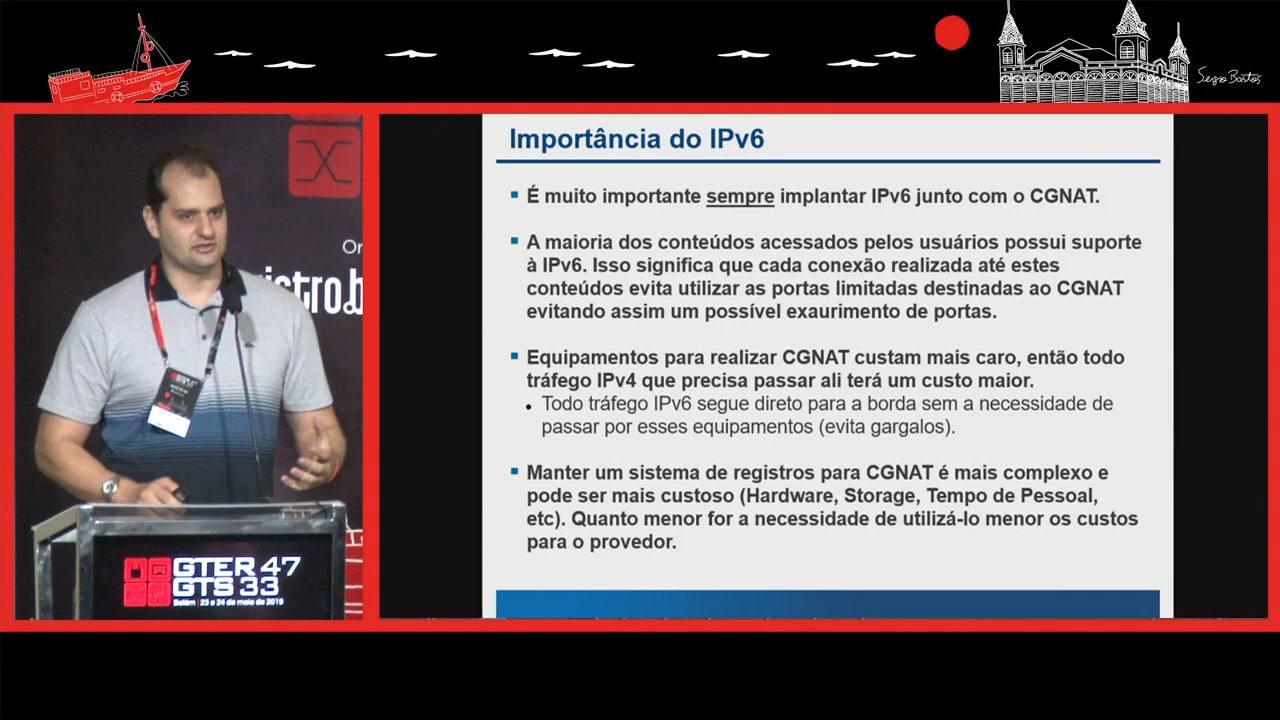 Sergio Bastos
Importância do IPv6
É muito importante sempre implantar IPv6 junto com o CGNAT.
A maioria dos conteúdos acessados pelos usuários possui suporte
à IPv6. Isso significa que cada conexão realizada até estes
conteúdos evita utilizar as portas limitadas destinadas ao CGNAT
evitando assim um possível exaurimento de portas.
Equipamentos para realizar CGNAT custam mais caro, então todo
tráfego IPv4 que precisa passar ali terá um custo maior.
Todo tráfego IPv6 segue direto para a borda sem a necessidade de
passar por esses equipamentos (evita gargalos).
Manter um sistema de registros para CGNAT é mais complexo e
pode ser mais custoso (Hardware, Storage, Tempo de Pessoal,
etc). Quanto menor for a necessidade de utilizá-lo menor os custos
para o provedor.
Or
istro.b
GTER 47
GTS 33
Belém | 23 e 24 de maio de 2019